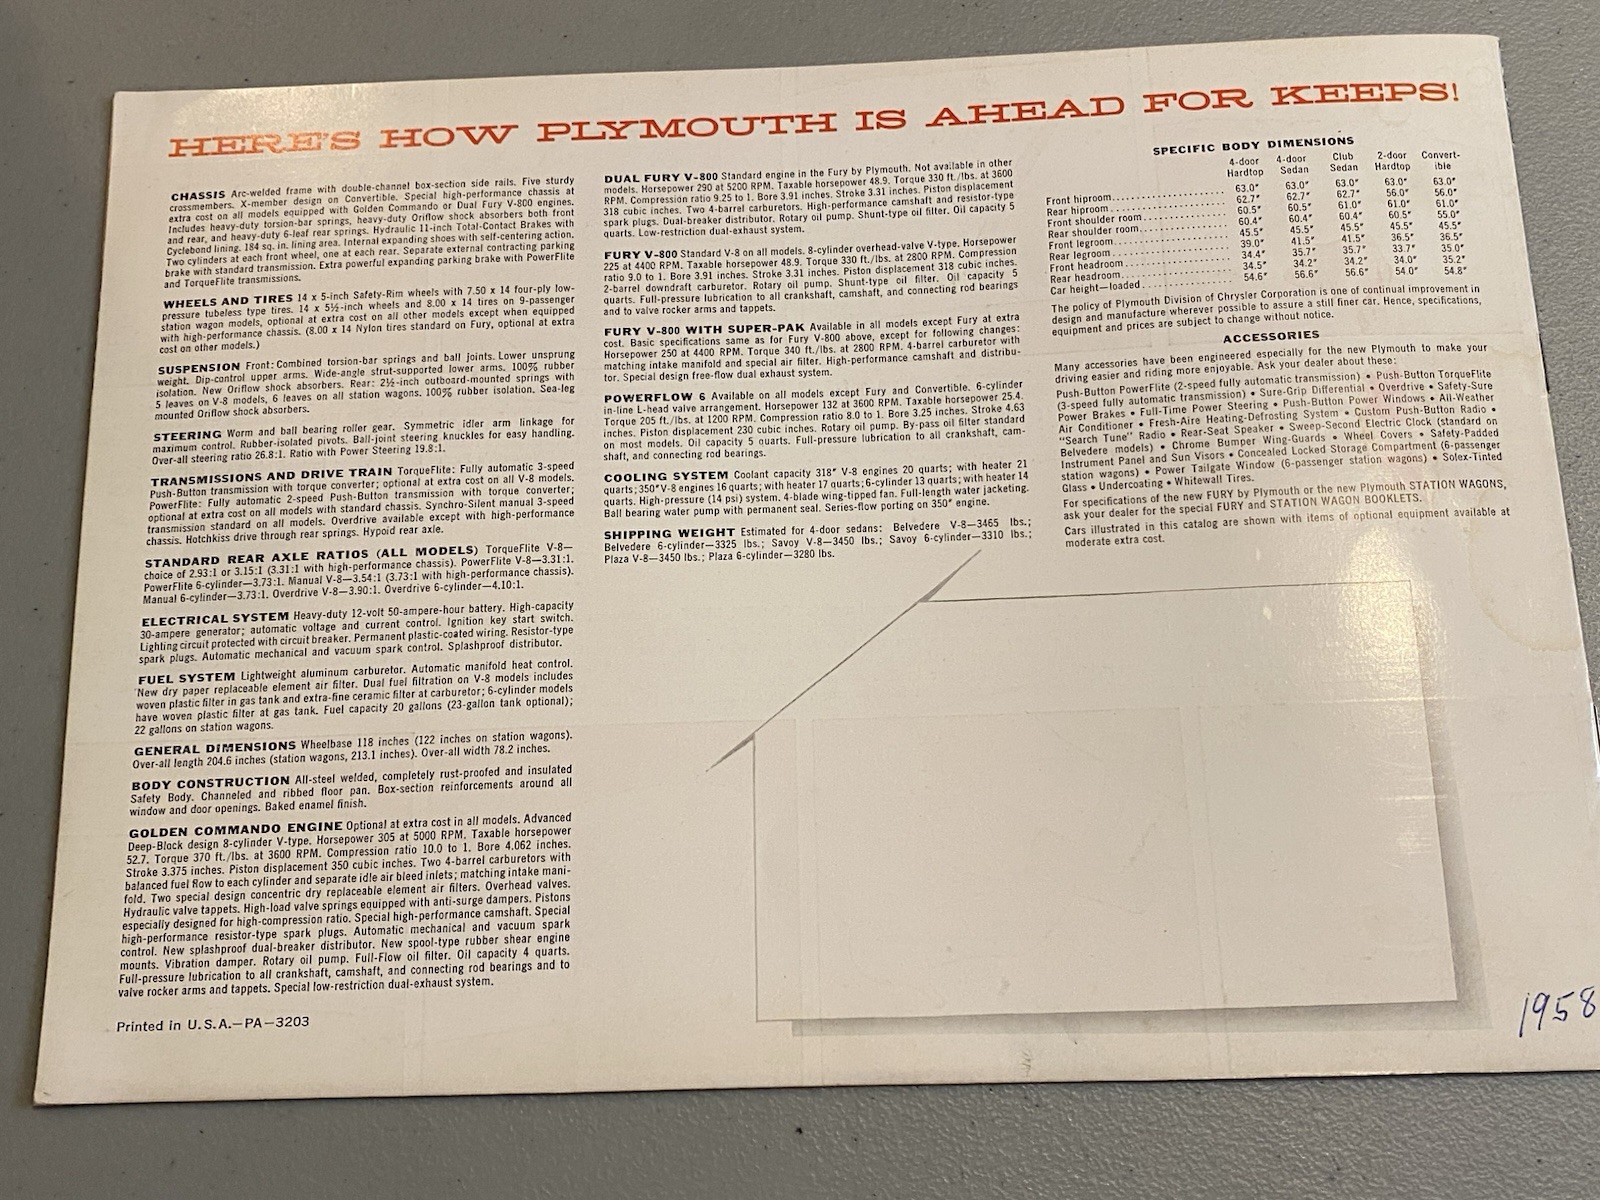 HERE'S HOW PLYMOUTH IS AHEAD FOR KEEPS!
CHASSIS Arc-welded frame with double-channel box-section side rails. Five sturdy
crossmembers. X-member design on Convertible. Special high-performance chassis at
extra cost on all models equipped with Golden Commando or Dual Fury V-800 engines.
Includes heavy-duty torsion-bar springs, heavy-duty Oriflow shock absorbers both front
and rear, and heavy-duty 6-leaf rear springs. Hydraulic 11-inch Total-Contact Brakes with
Cyclebond lining. 184 sq. in. lining area. Internal expanding shoes with self-centering action.
Two cylinders at each front wheel, one at each rear. Separate external contracting parking
brake with standard transmission. Extra powerful expanding parking brake with PowerFlite
and TorqueFlite transmissions.
WHEELS AND TIRES 14 x 5-inch Safety-Rim wheels with 7.50 x 14 four-ply low-
pressure tubeless type tires. 14 x 5½-inch wheels and 8.00 x 14 tires on 9-passenger
station wagon models, optional at extra cost on all other models except when equipped
with high-performance chassis. (8.00 x 14 Nylon tires standard on Fury, optional at extra
cost on other models.)
SUSPENSION Front: Combined torsion-bar springs and ball joints. Lower unsprung
weight. Dip-control upper arms. Wide-angle strut-supported lower arms. 100% rubber
isolation. New Oriflow shock absorbers. Rear: 2½-inch outboard-mounted springs with
5 leaves on V-8 models, 6 leaves on all station wagons. 100% rubber isolation. Sea-leg
mounted Oriflow shock absorbers.
STEERING Worm and ball bearing roller gear. Symmetric idler arm linkage for
maximum control. Rubber-isolated pivots. Ball-joint steering knuckles for easy handling.
Over-all steering ratio 26.8:1. Ratio with Power Steering 19.8:1.
TRANSMISSIONS AND DRIVE TRAIN TorqueFlite: Fully automatic 3-speed
Push-Button transmission with torque converter; optional at extra cost on all V-8 models.
PowerFlite: Fully automatic 2-speed Push-Button transmission with torque converter;
optional at extra cost on all models with standard chassis. Synchro-Silent manual 3-speed
transmission standard on all models. Overdrive available except with high-performance
chassis. Hotchkiss drive through rear springs. Hypoid rear axle.
STANDARD REAR AXLE RATIOS (ALL MODELS) TorqueFlite V-8—
choice of 2.93:1 or 3.15:1 (3.31:1 with high-performance chassis). PowerFlite V-8—3.31:1.
PowerFlite 6-cylinder—3.73:1. Manual V-8—3.54:1 (3.73:1 with high-performance chassis).
Manual 6-cylinder—3.73:1. Overdrive V-8—3.90:1. Overdrive 6-cylinder—4.10:1.
ELECTRICAL SYSTEM Heavy-duty 12-volt 50-ampere-hour battery. High-capacity
30-ampere generator; automatic voltage and current control. Ignition key start switch.
Lighting circuit protected with circuit breaker. Permanent plastic-coated wiring. Resistor-type
spark plugs. Automatic mechanical and vacuum spark control. Splashproof distributor.
FUEL SYSTEM Lightweight aluminum carburetor. Automatic manifold heat control.
New dry paper replaceable element air filter. Dual fuel filtration on V-8 models includes
woven plastic filter in gas tank and extra-fine ceramic filter at carburetor; 6-cylinder models
have woven plastic filter at gas tank. Fuel capacity 20 gallons (23-gallon tank optional);
22 gallons on station wagons.
GENERAL DIMENSIONS Wheelbase 118 inches (122 inches on station wagons).
Over-all length 204.6 inches (station wagons, 213.1 inches). Over-all width 78.2 inches.
BODY CONSTRUCTION All-steel welded, completely rust-proofed and insulated
Safety Body. Channeled and ribbed floor pan. Box-section reinforcements around all
window and door openings. Baked enamel finish.
GOLDEN COMMANDO ENGINE Optional at extra cost in all models. Advanced
Deep-Block design 8-cylinder V-type. Horsepower 305 at 5000 RPM. Taxable horsepower
52.7. Torque 370 ft./lbs. at 3600 RPM. Compression ratio 10.0 to 1. Bore 4.062 inches.
Stroke 3.375 inches. Piston displacement 350 cubic inches. Two 4-barrel carburetors with
balanced fuel flow to each cylinder and separate idle air bleed inlets; matching intake mani-
fold. Two special design concentric dry replaceable element air filters. Overhead valves.
Hydraulic valve tappets. High-load valve springs equipped with anti-surge dampers. Pistons
especially designed for high-compression ratio. Special high-performance camshaft. Special
high-performance resistor-type spark plugs. Automatic mechanical and vacuum spark
control. New splashproof dual-breaker distributor. New spool-type rubber shear engine
mounts. Vibration damper. Rotary oil pump. Full-Flow oil filter. Oil capacity 4 quarts.
Full-pressure lubrication to all crankshaft, camshaft, and connecting rod bearings and to
valve rocker arms and tappets. Special low-restriction dual-exhaust system.
Printed in U.S.A.—PA—3203
DUAL FURY V-800 Standard engine in the Fury by Plymouth. Not available in other
models. Horsepower 290 at 5200 RPM. Taxable horsepower 48.9. Torque 330 ft./lbs. at 3600
RPM. Compression ratio 9.25 to 1. Bore 3.91 inches. Stroke 3.31 inches. Piston displacement
318 cubic inches. Two 4-barrel carburetors. High-performance camshaft and resistor-type
spark plugs. Dual-breaker distributor. Rotary oil pump. Shunt-type oil filter. Oil capacity 5
quarts. Low-restriction dual-exhaust system.
FURY V-800 Standard V-8 on all models. 8-cylinder overhead-valve V-type. Horsepower
225 at 4400 RPM. Taxable horsepower 48.9. Torque 330 ft./lbs. at 2800 RPM. Compression
ratio 9.0 to 1. Bore 3.91 inches. Stroke 3.31 inches. Piston displacement 318 cubic inches.
2-barrel downdraft carburetor. Rotary oil pump. Shunt-type oil filter. Oil capacity 5
quarts. Full-pressure lubrication to all crankshaft, camshaft, and connecting rod bearings
and to valve rocker arms and tappets.
FURY V-800 WITH SUPER-PAK Available in all models except Fury at extra
cost. Basic specifications same as for Fury V-800 above, except for following changes:
Horsepower 250 at 4400 RPM. Torque 340 ft./lbs. at 2800 RPM. 4-barrel carburetor with
matching intake manifold and special air filter. High-performance camshaft and distribu-
tor. Special design free-flow dual exhaust system.
POWERFLOW 6 Available on all models except Fury and Convertible. 6-cylinder
in-line L-head valve arrangement. Horsepower 132 at 3600 RPM. Taxable horsepower 25.4.
Torque 205 ft./lbs. at 1200 RPM. Compression ratio 8.0 to 1. Bore 3.25 inches. Stroke 4.63
inches. Piston displacement 230 cubic inches. Rotary oil pump. By-pass oil filter standard
on most models. Oil capacity 5 quarts. Full-pressure lubrication to all crankshaft, cam-
shaft, and connecting rod bearings.
COOLING SYSTEM Coolant capacity 318" V-8 engines 20 quarts; with heater 21
quarts; 350" V-8 engines 16 quarts; with heater 17 quarts; 6-cylinder 13 quarts; with heater 14
quarts. High-pressure (14 psi) system. 4-blade wing-tipped fan. Full-length water jacketing.
Ball bearing water pump with permanent seal. Series-flow porting on 350" engine.
SHIPPING WEIGHT Estimated for 4-door sedans: Belvedere V-8—3465 lbs.;
Belvedere 6-cylinder—3325 lbs.; Savoy V-8—3450 lbs.; Savoy 6-cylinder—3310 lbs.;
Plaza V-8—3450 lbs.; Plaza 6-cylinder—3280 lbs.
SPECIFIC BODY DIMENSIONS
4-door Hardtop 4-door Sedan Club Sedan 2-door Hardtop Convert-ible
Front hiproom 63.0" 63.0" 63.0" 63.0" 63.0"
Rear hiproom 62.7" 62.7" 62.7" 56.0" 56.0"
Front shoulder room 60.5" 60.5" 61.0" 61.0" 61.0"
Rear shoulder room 60.4" 60.4" 60.4" 60.5" 55.0"
Front legroom 45.5" 45.5" 45.5" 45.5" 45.5"
Rear legroom 39.0" 41.5" 41.5" 36.5" 36.5"
Front headroom 34.4" 35.7" 35.7" 33.7" 35.0"
Rear headroom 34.5" 34.2" 34.2" 34.0" 35.2"
Car height—loaded 54.6" 56.6" 56.6" 54.0" 54.8"
The policy of Plymouth Division of Chrysler Corporation is one of continual improvement in
design and manufacture wherever possible to assure a still finer car. Hence, specifications,
equipment and prices are subject to change without notice.
ACCESSORIES
Many accessories have been engineered especially for the new Plymouth to make your
driving easier and riding more enjoyable. Ask your dealer about these:
Push-Button PowerFlite (2-speed fully automatic transmission) • Push-Button TorqueFlite
(3-speed fully automatic transmission) • Sure-Grip Differential • Overdrive • Safety-Sure
Power Brakes • Full-Time Power Steering • Push-Button Power Windows • All-Weather
Air Conditioner • Fresh-Aire Heating-Defrosting System • Custom Push-Button Radio •
"Search Tune" Radio • Rear-Seat Speaker • Sweep-Second Electric Clock (standard on
Belvedere models) • Chrome Bumper Wing-Guards • Wheel Covers • Safety-Padded
Instrument Panel and Sun Visors • Concealed Locked Storage Compartment (6-passenger
station wagons) • Power Tailgate Window (6-passenger station wagons) • Solex-Tinted
Glass • Undercoating • Whitewall Tires.
For specifications of the new FURY by Plymouth or the new Plymouth STATION WAGONS,
ask your dealer for the special FURY and STATION WAGON BOOKLETS.
Cars illustrated in this catalog are shown with items of optional equipment available at
moderate extra cost.
1958